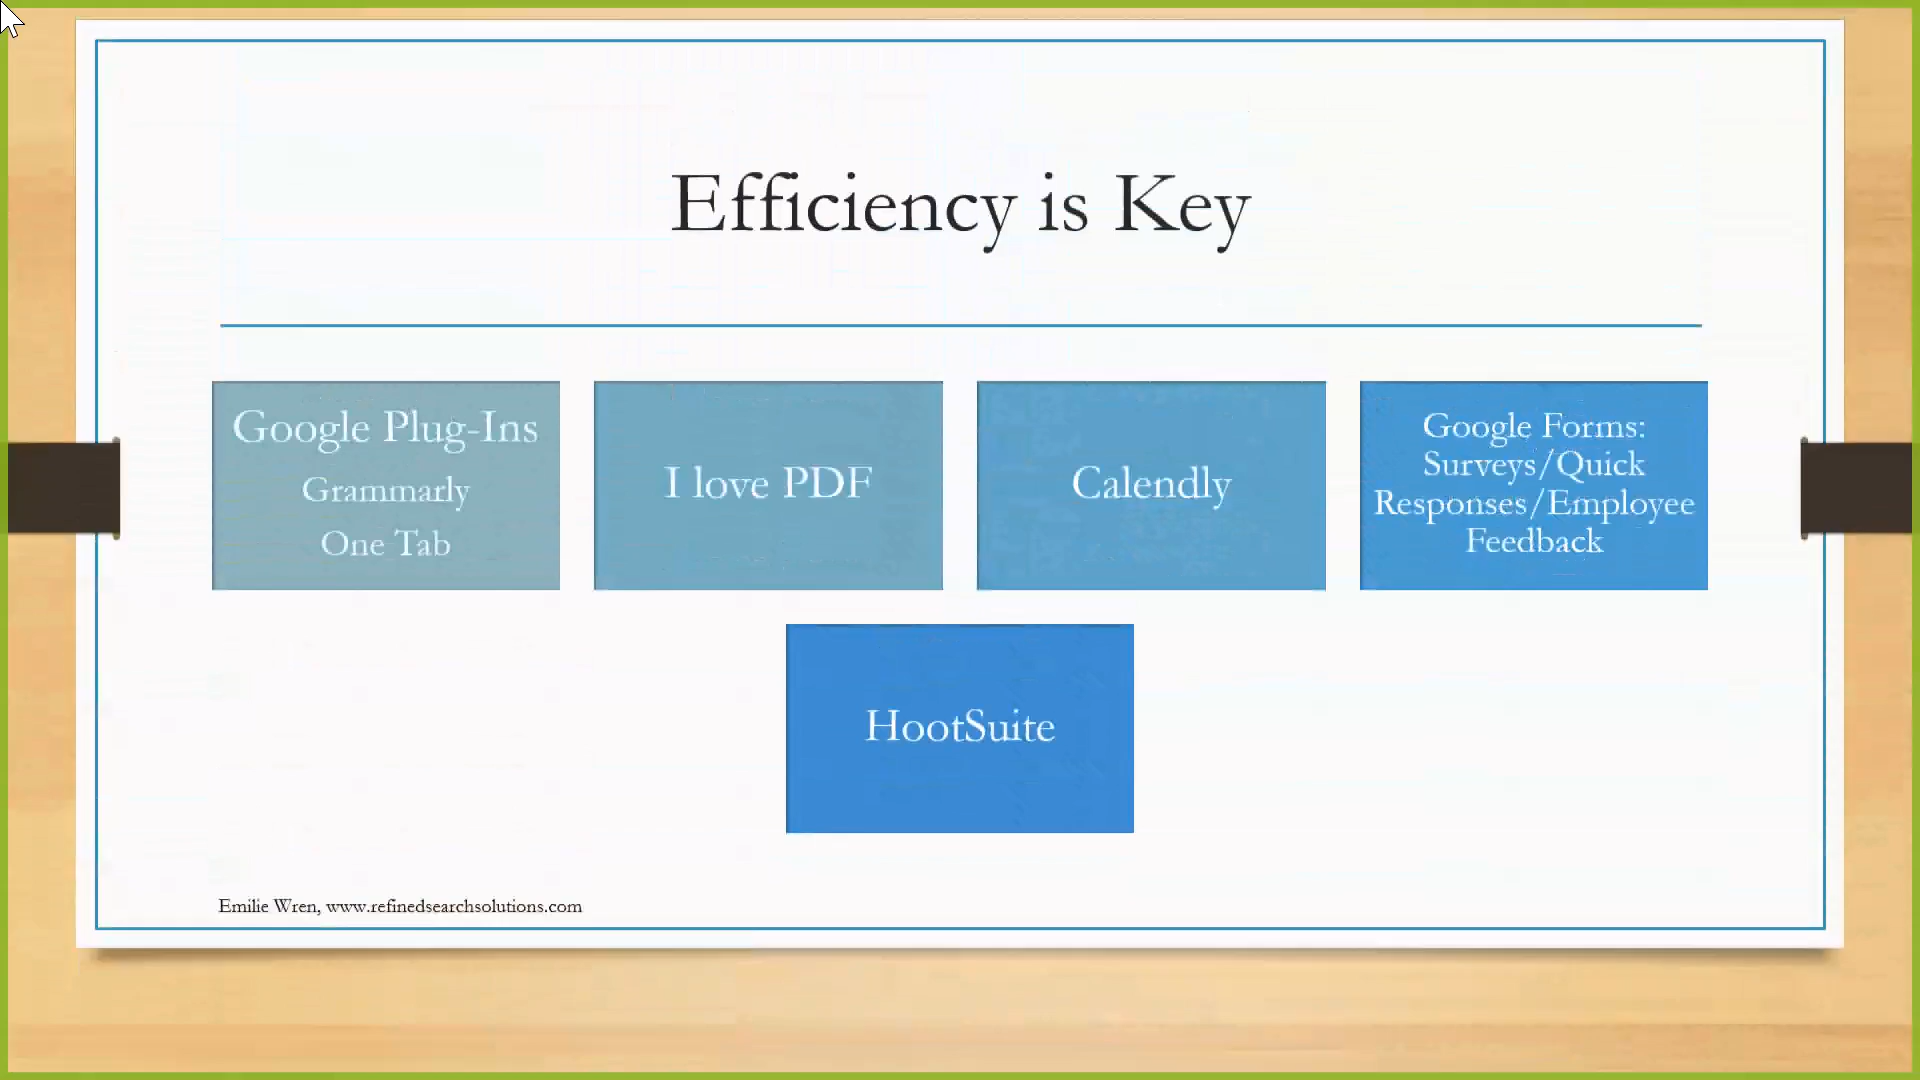 Efficiency is Key
Google Plug-Ins
Grammarly
One Tab
I love PDF
Calendly
Google Forms:
Surveys/Quick
Responses/Employee
Feedback
HootSuite
Emilie Wren, www.refinedsearchsolutions.com